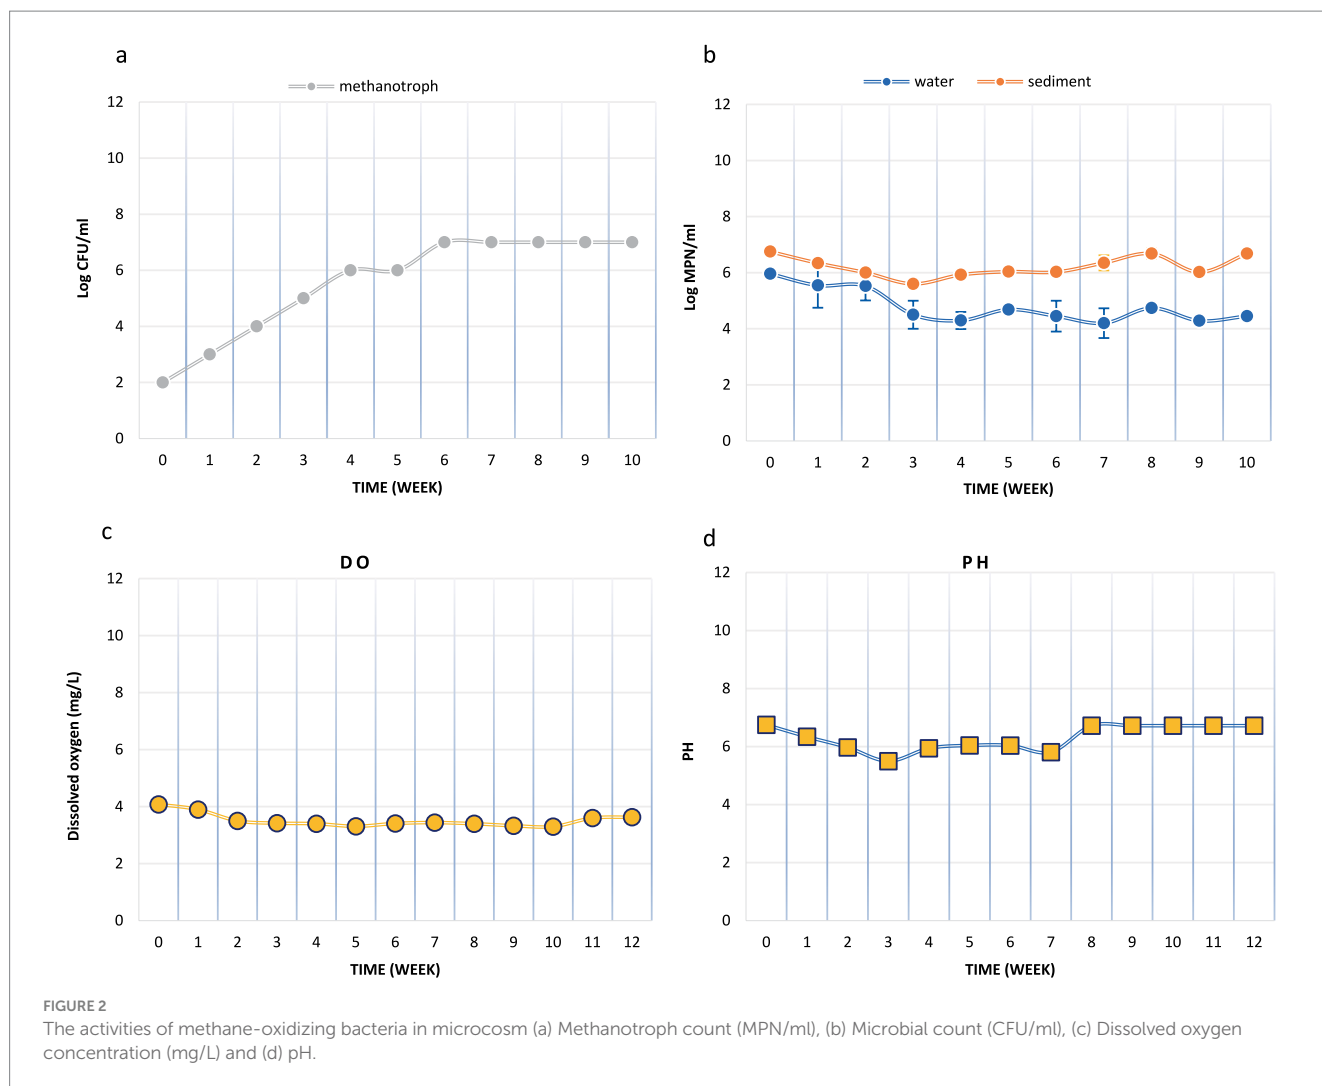 a
methanotroph
12
10
8
6
4
2
0
Log CFU/ml
0 1 2 3 4 5 6 7 8 9 10
TIME (WEEK)
b
water sediment
12
10
8
6
4
2
0
Log MPN/ml
0 1 2 3 4 5 6 7 8 9 10
TIME (WEEK)
c
DO
12
10
8
6
4
2
0
Dissolved oxygen (mg/L)
0 1 2 3 4 5 6 7 8 9 10 11 12
TIME (WEEK)
d
PH
12
10
8
6
4
2
0
PH
0 1 2 3 4 5 6 7 8 9 10 11 12
TIME (WEEK)
FIGURE 2
The activities of methane-oxidizing bacteria in microcosm (a) Methanotroph count (MPN/ml), (b) Microbial count (CFU/ml), (c) Dissolved oxygen
concentration (mg/L) and (d) pH.